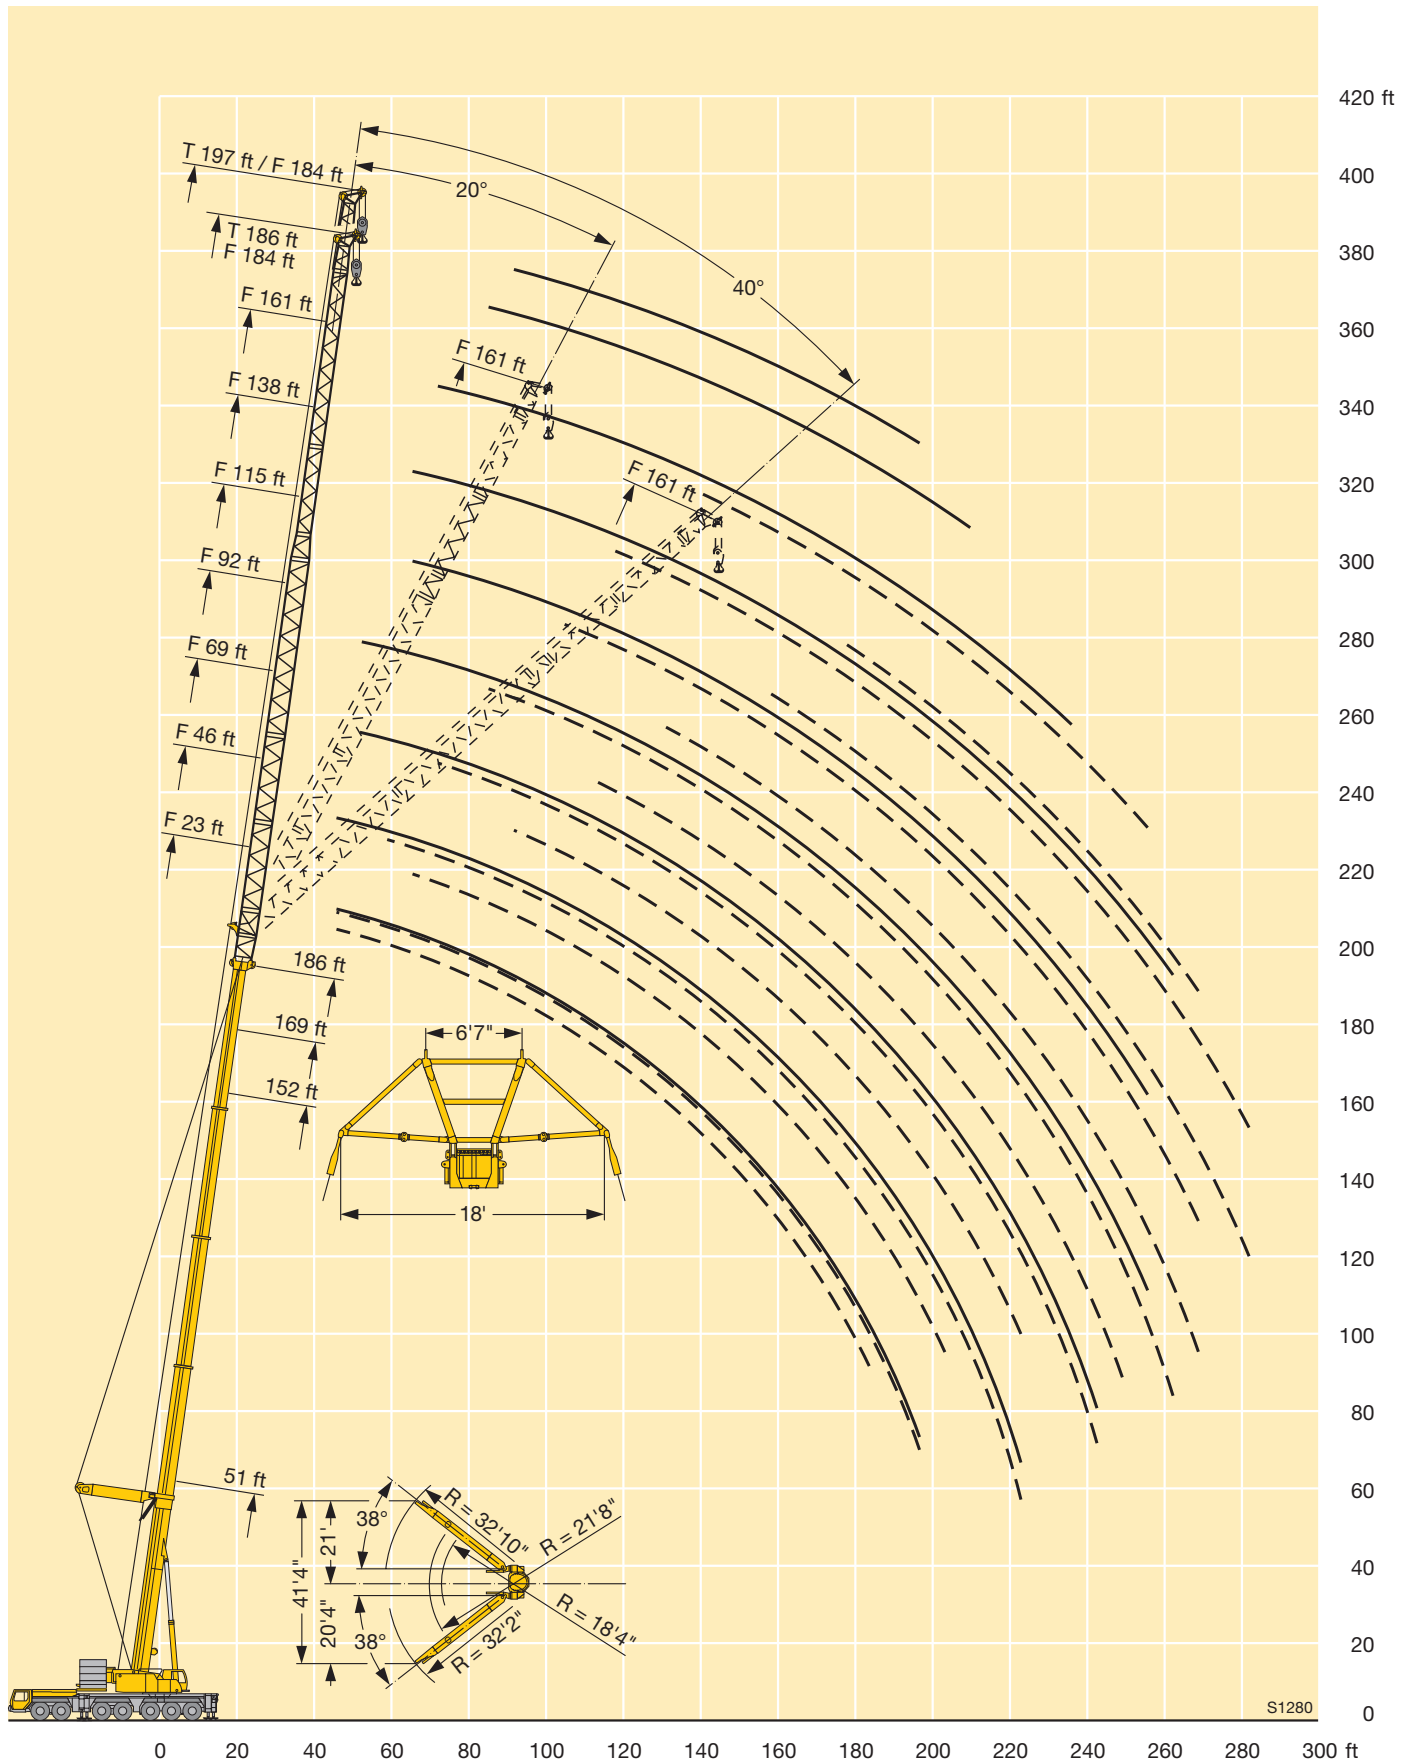 420 ft
400
380
360
340
320
300
280
260
240
220
200
180
160
140
120
100
80
60
40
20
0
T 197 ft / F 184 ft
T 186 ft
F 184 ft
F 161 ft
F 138 ft
F 115 ft
F 92 ft
F 69 ft
F 46 ft
F 23 ft
20°
40°
F 161 ft
F 161 ft
186 ft
169 ft
152 ft
51 ft
6'7"
18'
38°
38°
41'4"
21'
20'4"
R = 32'10"
R = 21'8"
R = 18'4"
R = 32'2"
S1280
0 20 40 60 80 100 120 140 160 180 200 220 240 260 280 300 ft